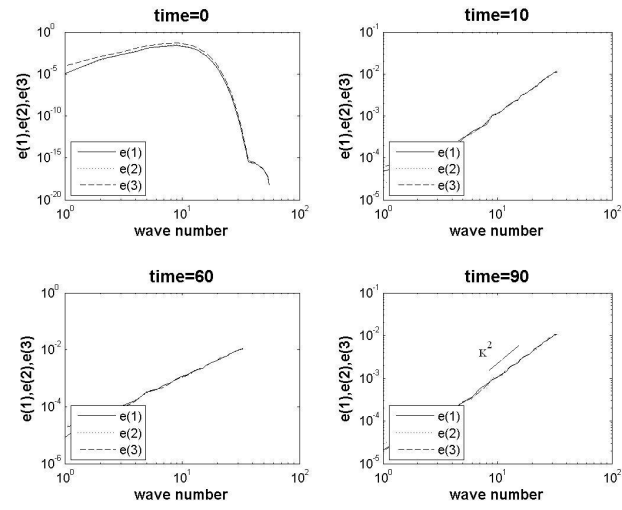 time=0
10^0
10^-5
10^-10
10^-15
10^-20
e(1),e(2),e(3)
e(1)
e(2)
e(3)
10^0
10^1
10^2
wave number
time=10
10^-1
10^-2
10^-3
10^-4
10^-5
e(1),e(2),e(3)
e(1)
e(2)
e(3)
10^0
10^1
10^2
wave number
time=60
10^0
10^-2
10^-4
10^-6
e(1),e(2),e(3)
e(1)
e(2)
e(3)
10^0
10^1
10^2
wave number
time=90
10^-1
10^-2
10^-3
10^-4
10^-5
e(1),e(2),e(3)
κ^2
e(1)
e(2)
e(3)
10^0
10^1
10^2
wave number